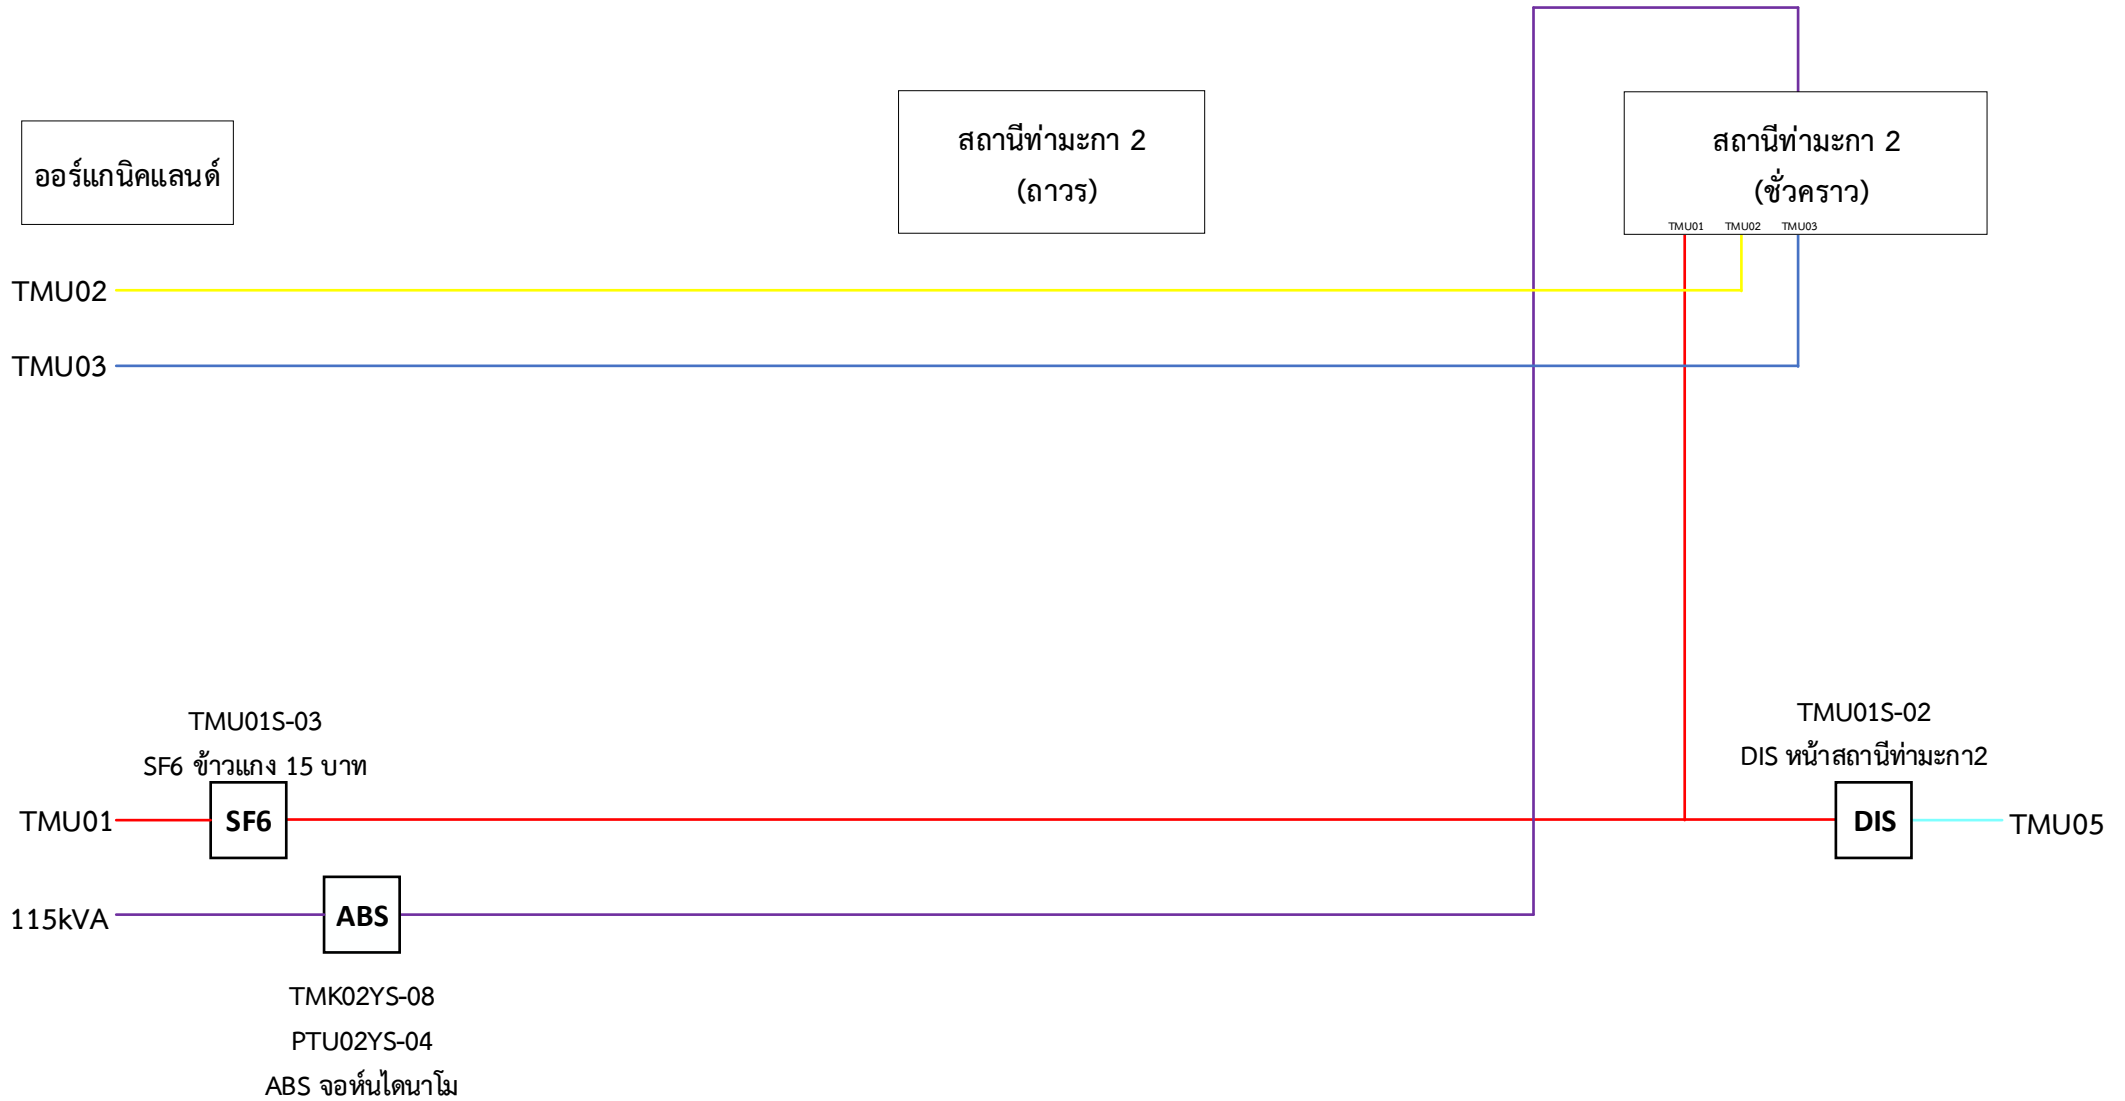 ออร์แกนิคแลนด์
สถานีท่ามะกา 2
(ถาวร)
สถานีท่ามะกา 2
(ชั่วคราว)
TMU01 TMU02 TMU03
TMU02
TMU03
TMU01S-03
SF6 ข้าวแกง 15 บาท
TMU01S-02
DIS หน้าสถานีท่ามะกา2
TMU01
SF6
DIS
TMU05
115kVA
ABS
TMK02YS-08
PTU02YS-04
ABS จอห์นไดนาโม